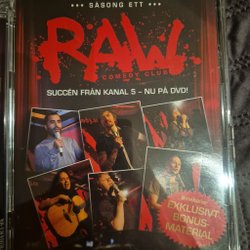 ••• SÄSONG ETT •••
RAW
COMEDY CLUB
SUCCÉN FRÅN KANAL 5 - NU PÅ DVD!
EXKLUSIVT
BONUS-
MATERIAL